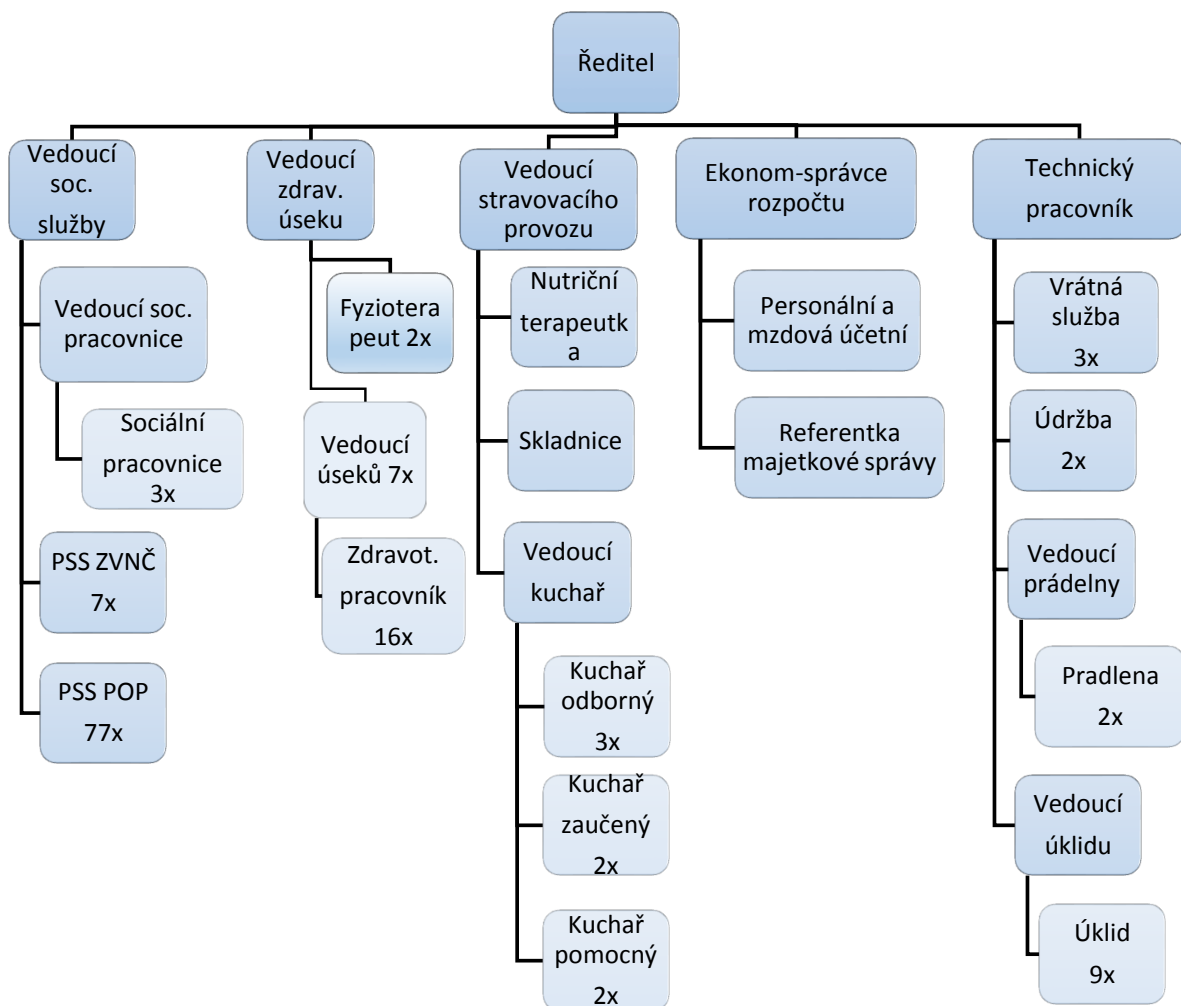 Ředitel
Vedoucí
soc.
služby
Vedoucí
zdrav.
úseku
Vedoucí
stravovacího
provozu
Ekonom-správce
rozpočtu
Technický
pracovník
Vedoucí soc.
pracovnice
Sociální
pracovnice
3x
PSS ZVNČ
7x
PSS POP
77x
Fyziotera
peut 2x
Vedoucí
úseků 7x
Zdravot.
pracovník
16x
Nutriční
terapeutk
a
Skladnice
Vedoucí
kuchař
Kuchař
odborný
3x
Kuchař
zaučený
2x
Kuchař
pomocný
2x
Personální a
mzdová účetní
Referentka
majetkové správy
Vrátná
služba
3x
Údržba
2x
Vedoucí
prádelny
Pradlena
2x
Vedoucí
úklidu
Úklid
9x